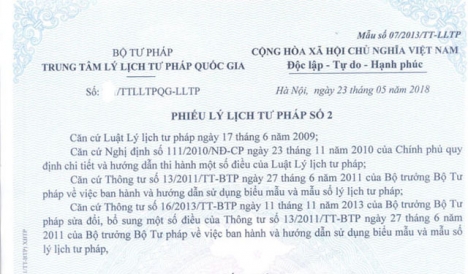 Mẫu số 07/2013/TT-LLTP
BỘ TƯ PHÁP
TRUNG TÂM LÝ LỊCH TƯ PHÁP QUỐC GIA
CỘNG HÒA XÃ HỘI CHỦ NGHĨA VIỆT NAM
Độc lập - Tự do - Hạnh phúc
Số: /TTLLTPQG-LLTP
Hà Nội, ngày 23 tháng 05 năm 2018
PHIẾU LÝ LỊCH TƯ PHÁP SỐ 2
Căn cứ Luật Lý lịch tư pháp ngày 17 tháng 6 năm 2009;
Căn cứ Nghị định số 111/2010/NĐ-CP ngày 23 tháng 11 năm 2010 của Chính phủ quy
định chi tiết và hướng dẫn thi hành một số điều của Luật Lý lịch tư pháp;
Căn cứ Thông tư số 13/2011/TT-BTP ngày 27 tháng 6 năm 2011 của Bộ trưởng Bộ Tư
pháp về việc ban hành và hướng dẫn sử dụng biểu mẫu và mẫu sổ lý lịch tư pháp;
Căn cứ Thông tư số 16/2013/TT-BTP ngày 11 tháng 11 năm 2013 của Bộ trưởng Bộ Tư
pháp sửa đổi, bổ sung một số điều của Thông tư số 13/2011/TT-BTP ngày 27 tháng 6 năm
2011 của Bộ trưởng Bộ Tư pháp về việc ban hành và hướng dẫn sử dụng biểu mẫu và mẫu sổ
lý lịch tư pháp,